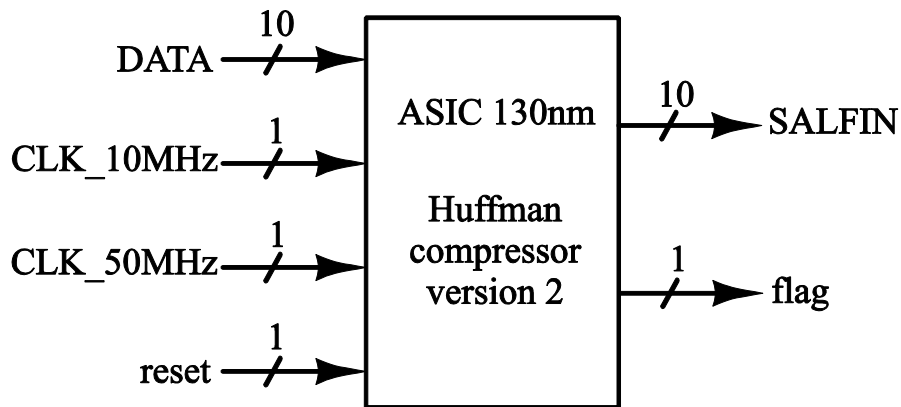 DATA
10
CLK_10MHz
1
CLK_50MHz
1
reset
1
ASIC 130nm
Huffman
compressor
version 2
10
SALFIN
1
flag